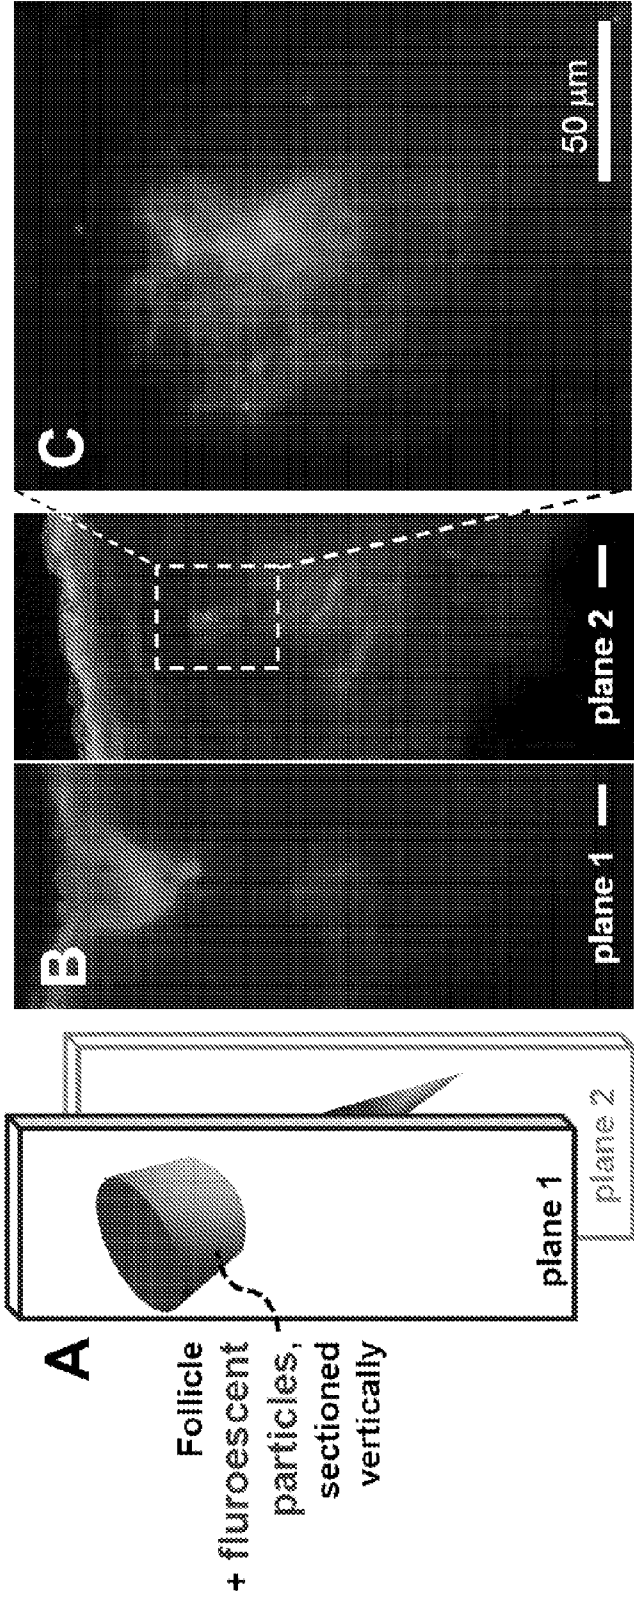 A
Follicle
+ fluroescent
particles,
sectioned
vertically
plane 1
plane 2
B
plane 1
plane 2
C
50 µm